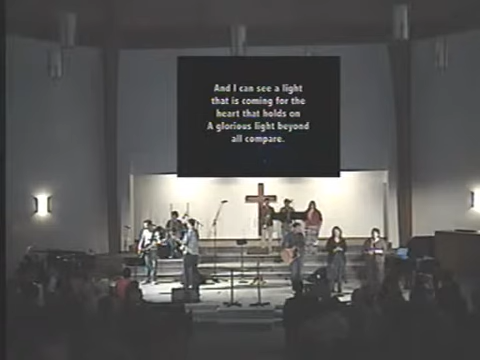 And I can see a light
that is coming for the
heart that holds on
A glorious light beyond
all compare.